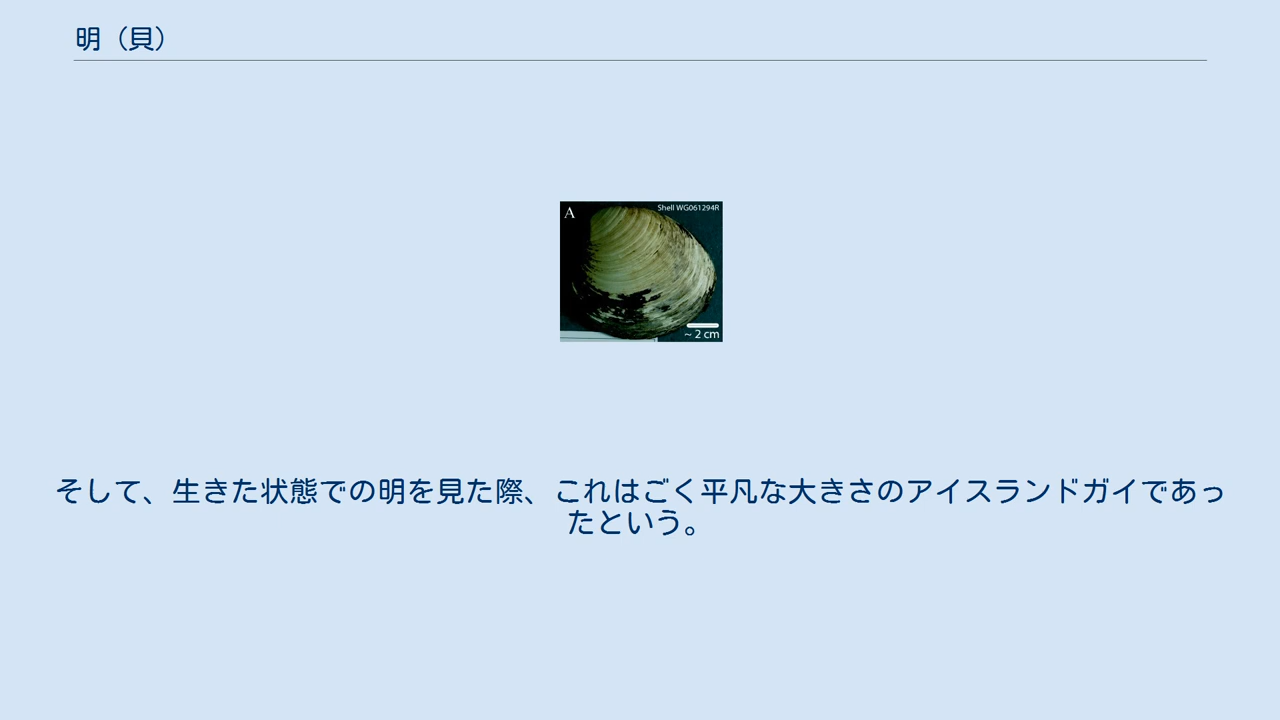 明（貝）
A
Shell WG061294R
~ 2 cm
そして、生きた状態での明を見た際、これはごく平凡な大きさのアイスランドガイであっ
たという。